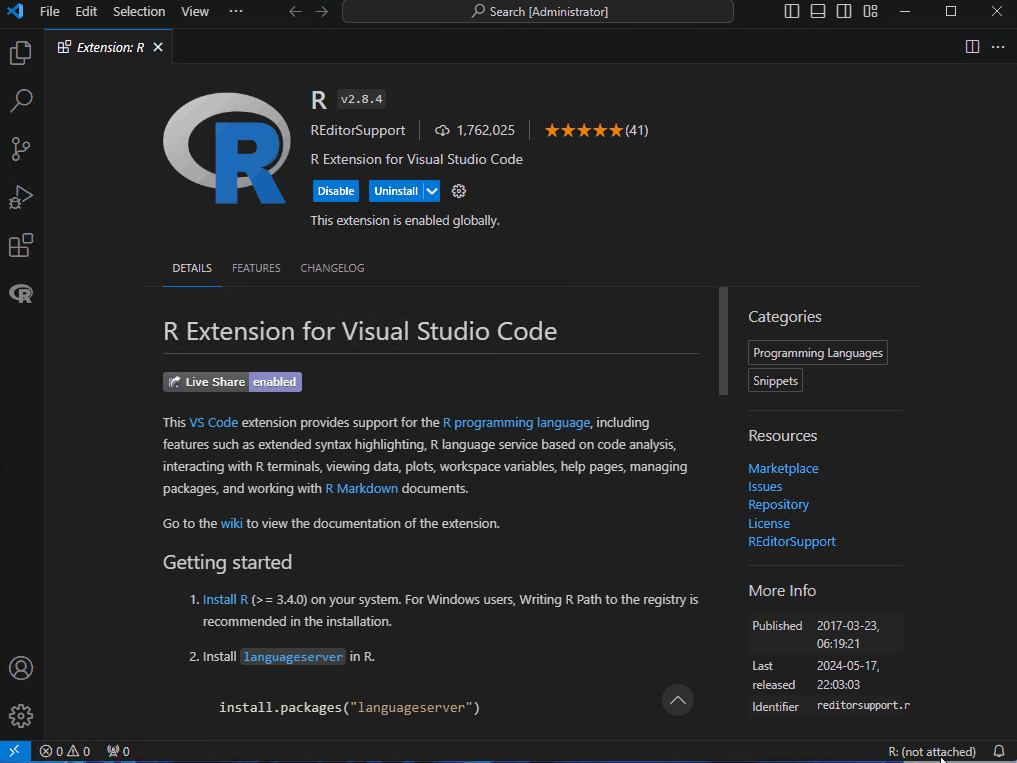 File Edit Selection View ··· Search [Administrator]
Extension: R
R v2.8.4
REditorSupport 1,762,025 (41)
R Extension for Visual Studio Code
Disable Uninstall
This extension is enabled globally.
DETAILS FEATURES CHANGELOG
R Extension for Visual Studio Code
Live Share enabled
This VS Code extension provides support for the R programming language, including
features such as extended syntax highlighting, R language service based on code analysis,
interacting with R terminals, viewing data, plots, workspace variables, help pages, managing
packages, and working with R Markdown documents.
Go to the wiki to view the documentation of the extension.
Getting started
1. Install R (>= 3.4.0) on your system. For Windows users, Writing R Path to the registry is
recommended in the installation.
2. Install languageserver in R.
install.packages("languageserver")
Categories
Programming Languages
Snippets
Resources
Marketplace
Issues
Repository
License
REditorSupport
More Info
Published 2017-03-23,
06:19:21
Last 2024-05-17,
released 22:03:03
Identifier reditorsupport.r
0 0 0 R: (not attached)